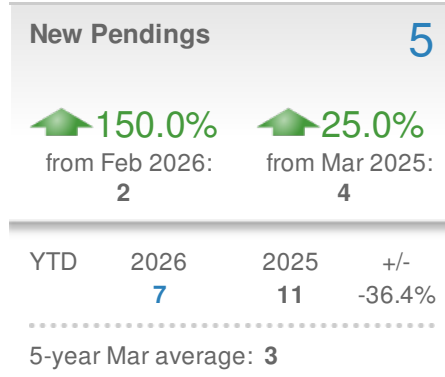 New Pendings 5
150.0% 25.0%
from Feb 2026: from Mar 2025:
2 4
YTD 2026 2025 +/-
7 11 -36.4%
5-year Mar average: 3